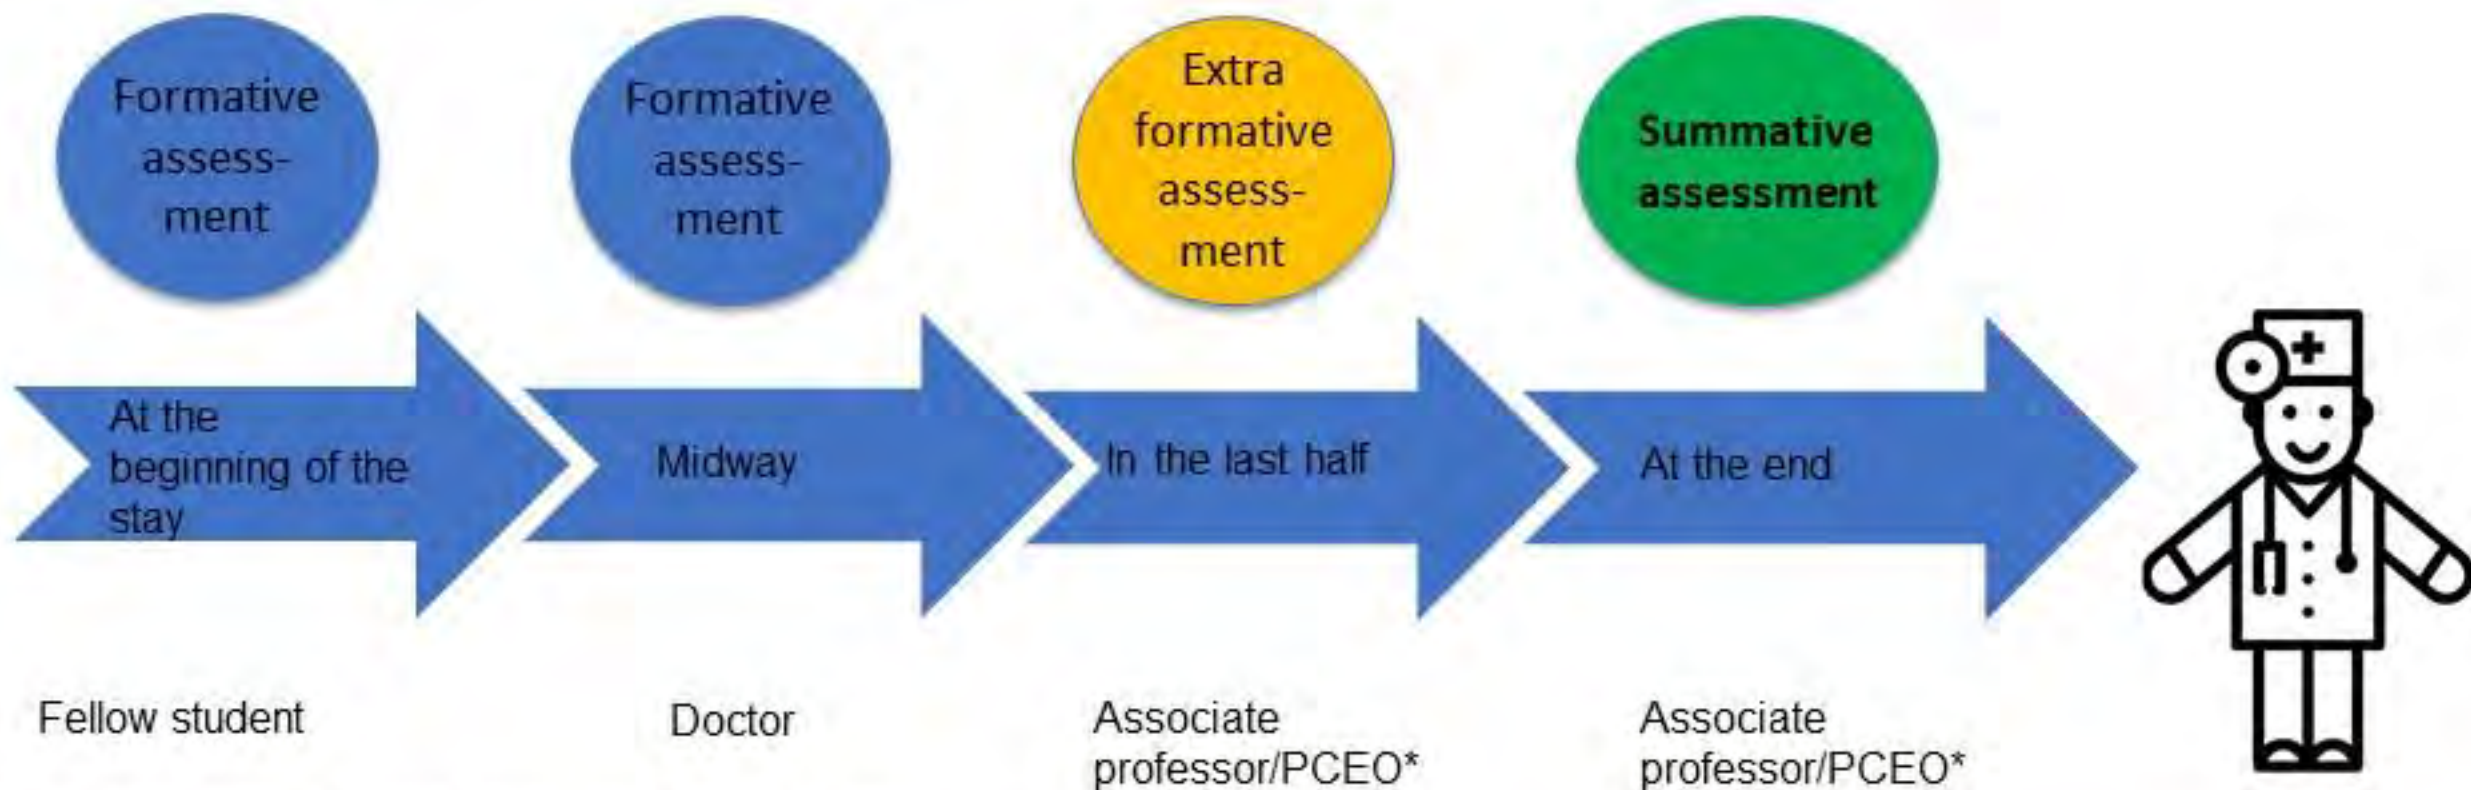 Formative
assess-
ment
Formative
assess-
ment
Extra
formative
assess-
ment
Summative
assessment
At the
beginning of the
stay
Midway
In the last half
At the end
Fellow student
Doctor
Associate
professor/PCEO*
Associate
professor/PCEO*